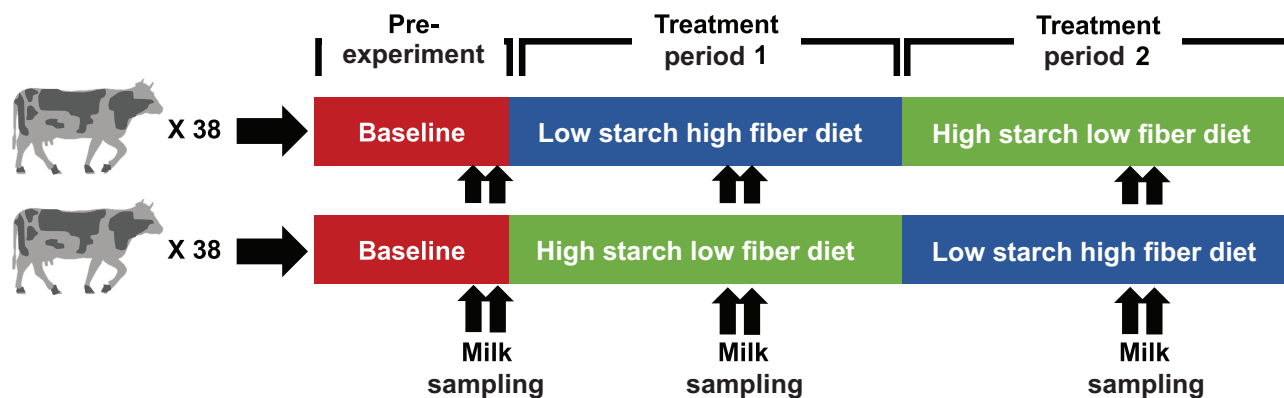 Pre-
experiment
Treatment
period 1
Treatment
period 2
X 38
Baseline
Low starch high fiber diet
High starch low fiber diet
X 38
Baseline
High starch low fiber diet
Low starch high fiber diet
Milk
sampling
Milk
sampling
Milk
sampling